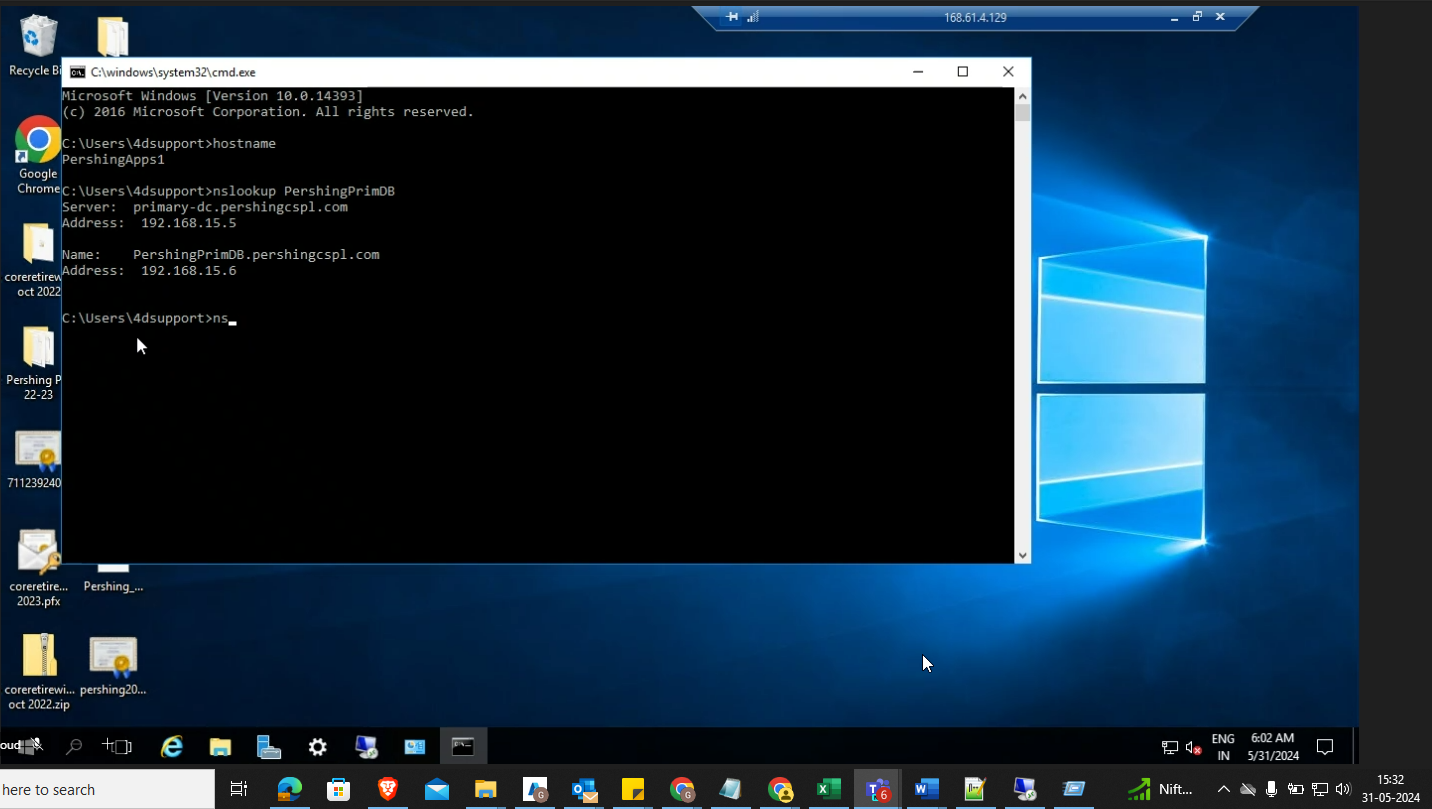 168.61.4.129
Recycle Bi
C:\windows\system32\cmd.exe
Microsoft Windows [Version 10.0.14393]
(c) 2016 Microsoft Corporation. All rights reserved.
C:\Users\4dsupport>hostname
PershingApps1
C:\Users\4dsupport>nslookup PershingPrimDB
Server:  primary-dc.pershingcspl.com
Address:  192.168.15.5
Name:    PershingPrimDB.pershingcspl.com
Address:  192.168.15.6
C:\Users\4dsupport>ns_
Google
Chrome
coreretirew
oct 2022
Pershing P
22-23
711239240
coreretire...
2023.pfx
Pershing_...
coreretirewi...
oct 2022.zip
pershing20...
oud
ENG
IN
6:02 AM
5/31/2024
here to search
6
Nift...
15:32
31-05-2024